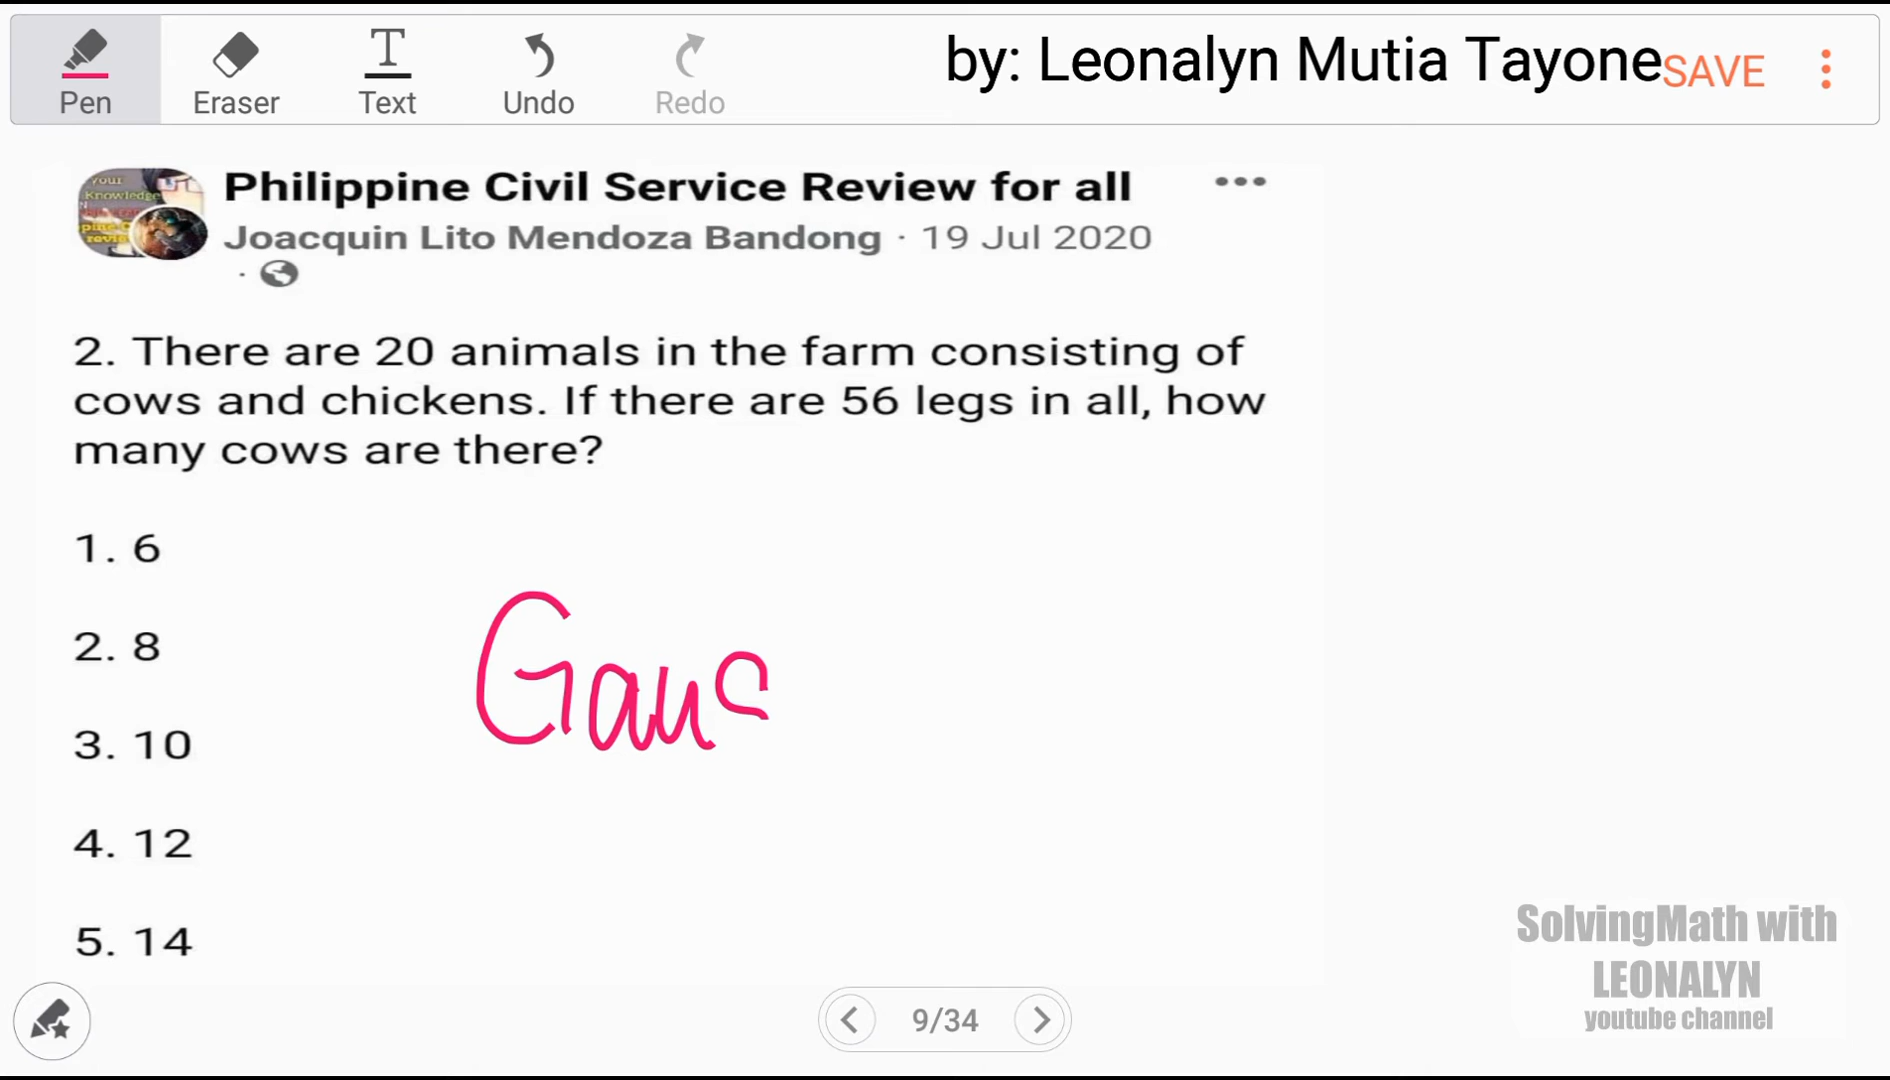 by: Leonalyn Mutia Tayone
SAVE
Pen
Eraser
T
Text
Undo
Redo
your
Knowledge
Philippine Civil Service Review for all
Joacquin Lito Mendoza Bandong · 19 Jul 2020
2. There are 20 animals in the farm consisting of
cows and chickens. If there are 56 legs in all, how
many cows are there?
1. 6
2. 8
3. 10
4. 12
5. 14
Gaus
9/34
SolvingMath with
LEONALYN
youtube channel